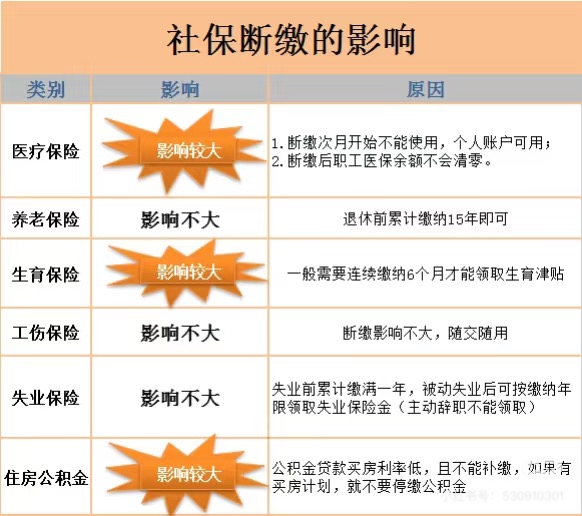 社保断缴的影响
类别 影响 原因
医疗保险 影响较大 1.断缴次月开始不能使用，个人账户可用；
2.断缴后职工医保余额不会清零。
养老保险 影响不大 退休前累计缴纳15年即可
生育保险 影响较大 一般需要连续缴纳6个月才能领取生育津贴
工伤保险 影响不大 断缴影响不大，随交随用
失业保险 影响不大 失业前累计缴满一年，被动失业后可按缴纳年
限领取失业保险金（主动辞职不能领取）
住房公积金 影响较大 公积金贷款买房利率低，且不能补缴，如果有
买房计划，就不要停缴公积金
小红书号：530910301